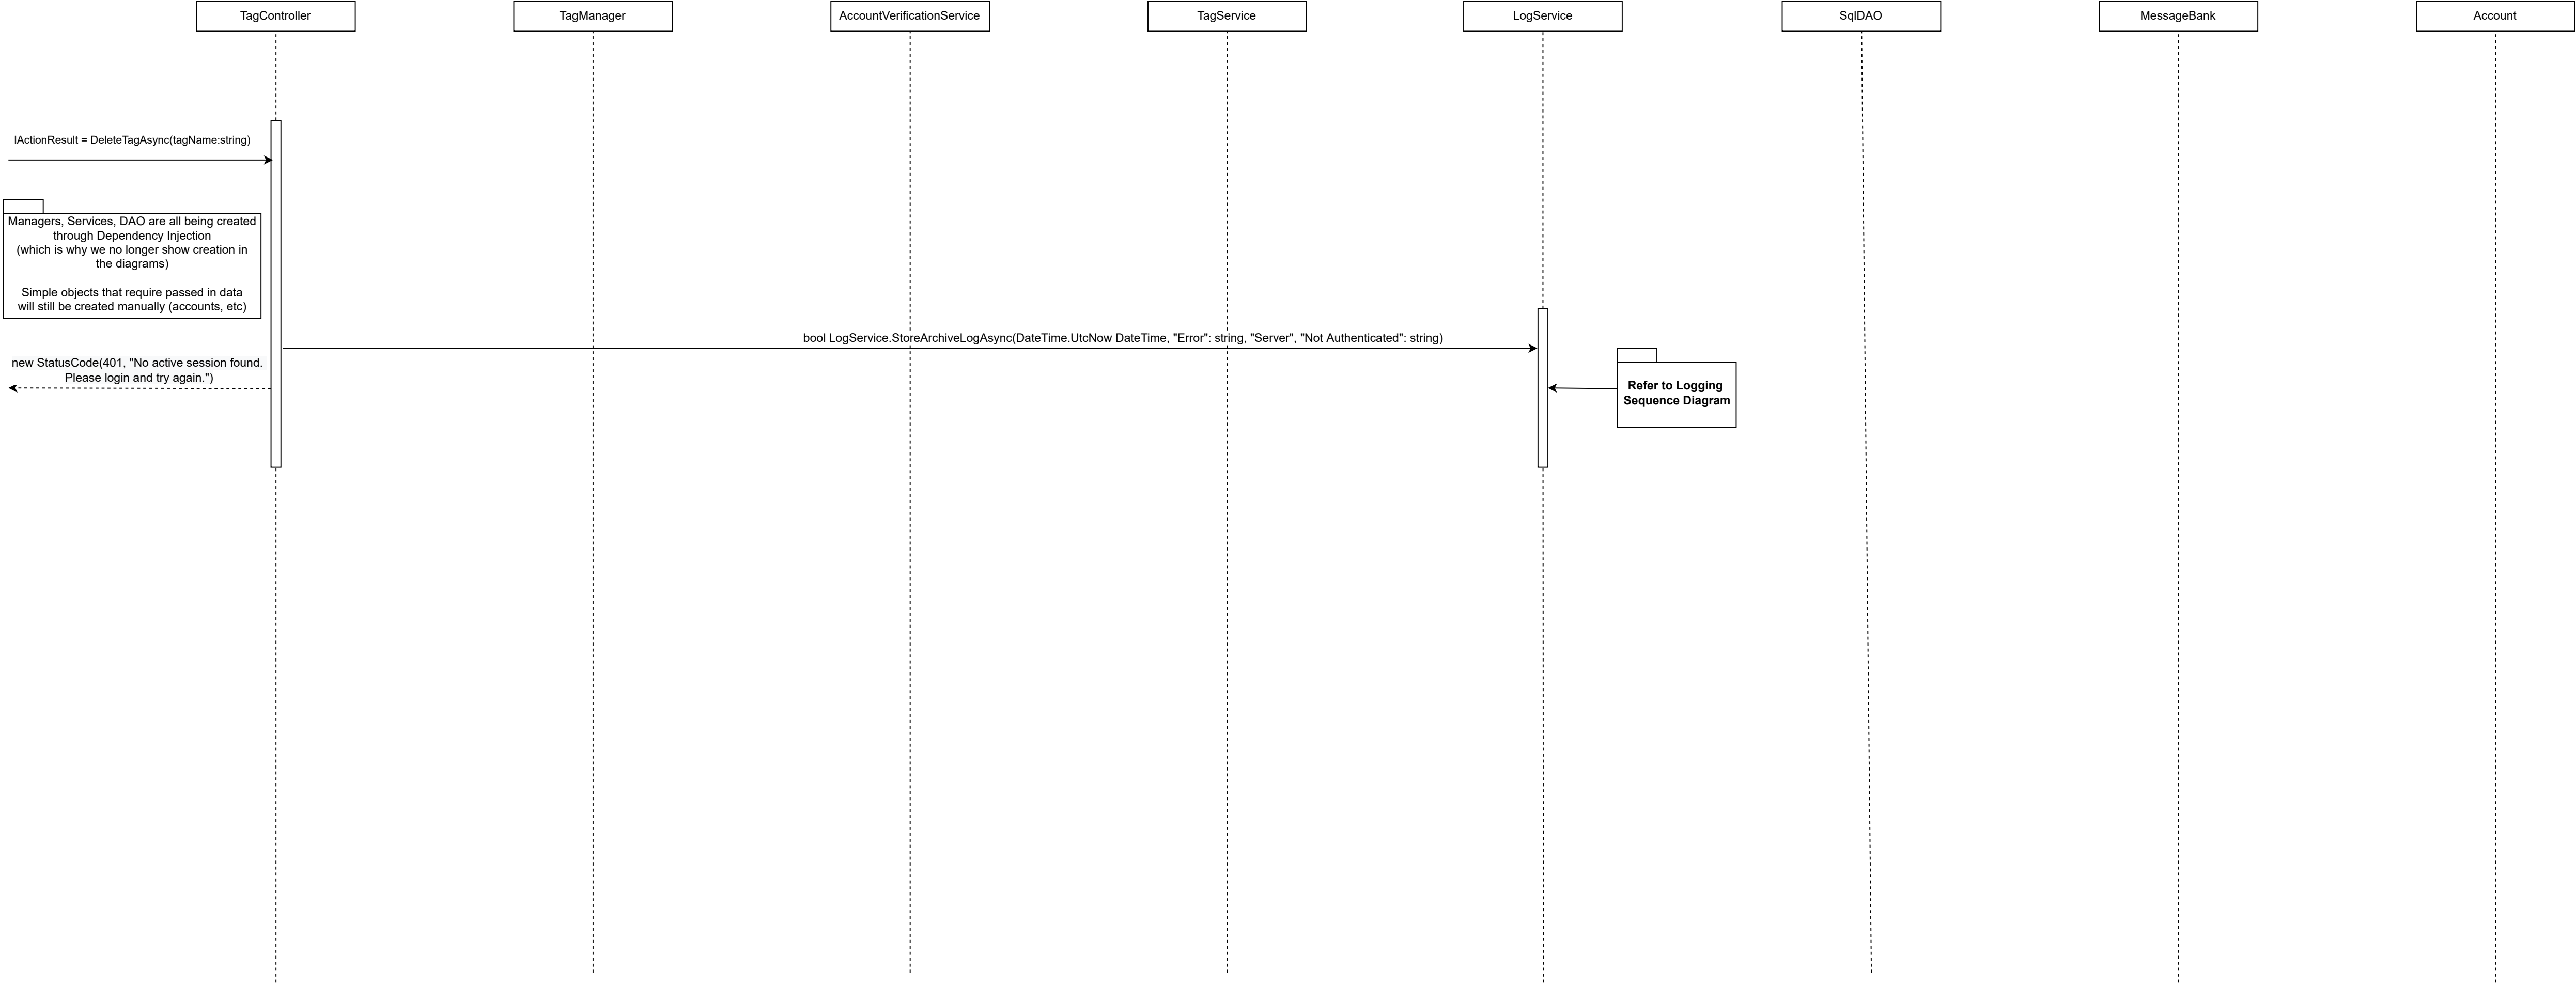 TagController
TagManager
AccountVerificationService
TagService
LogService
SqlDAO
MessageBank
Account
IActionResult = DeleteTagAsync(tagName:string)
Managers, Services, DAO are all being created
through Dependency Injection
(which is why we no longer show creation in
the diagrams)
Simple objects that require passed in data
will still be created manually (accounts, etc)
bool LogService.StoreArchiveLogAsync(DateTime.UtcNow DateTime, "Error": string, "Server", "Not Authenticated": string)
new StatusCode(401, "No active session found.
Please login and try again.")
Refer to Logging
Sequence Diagram